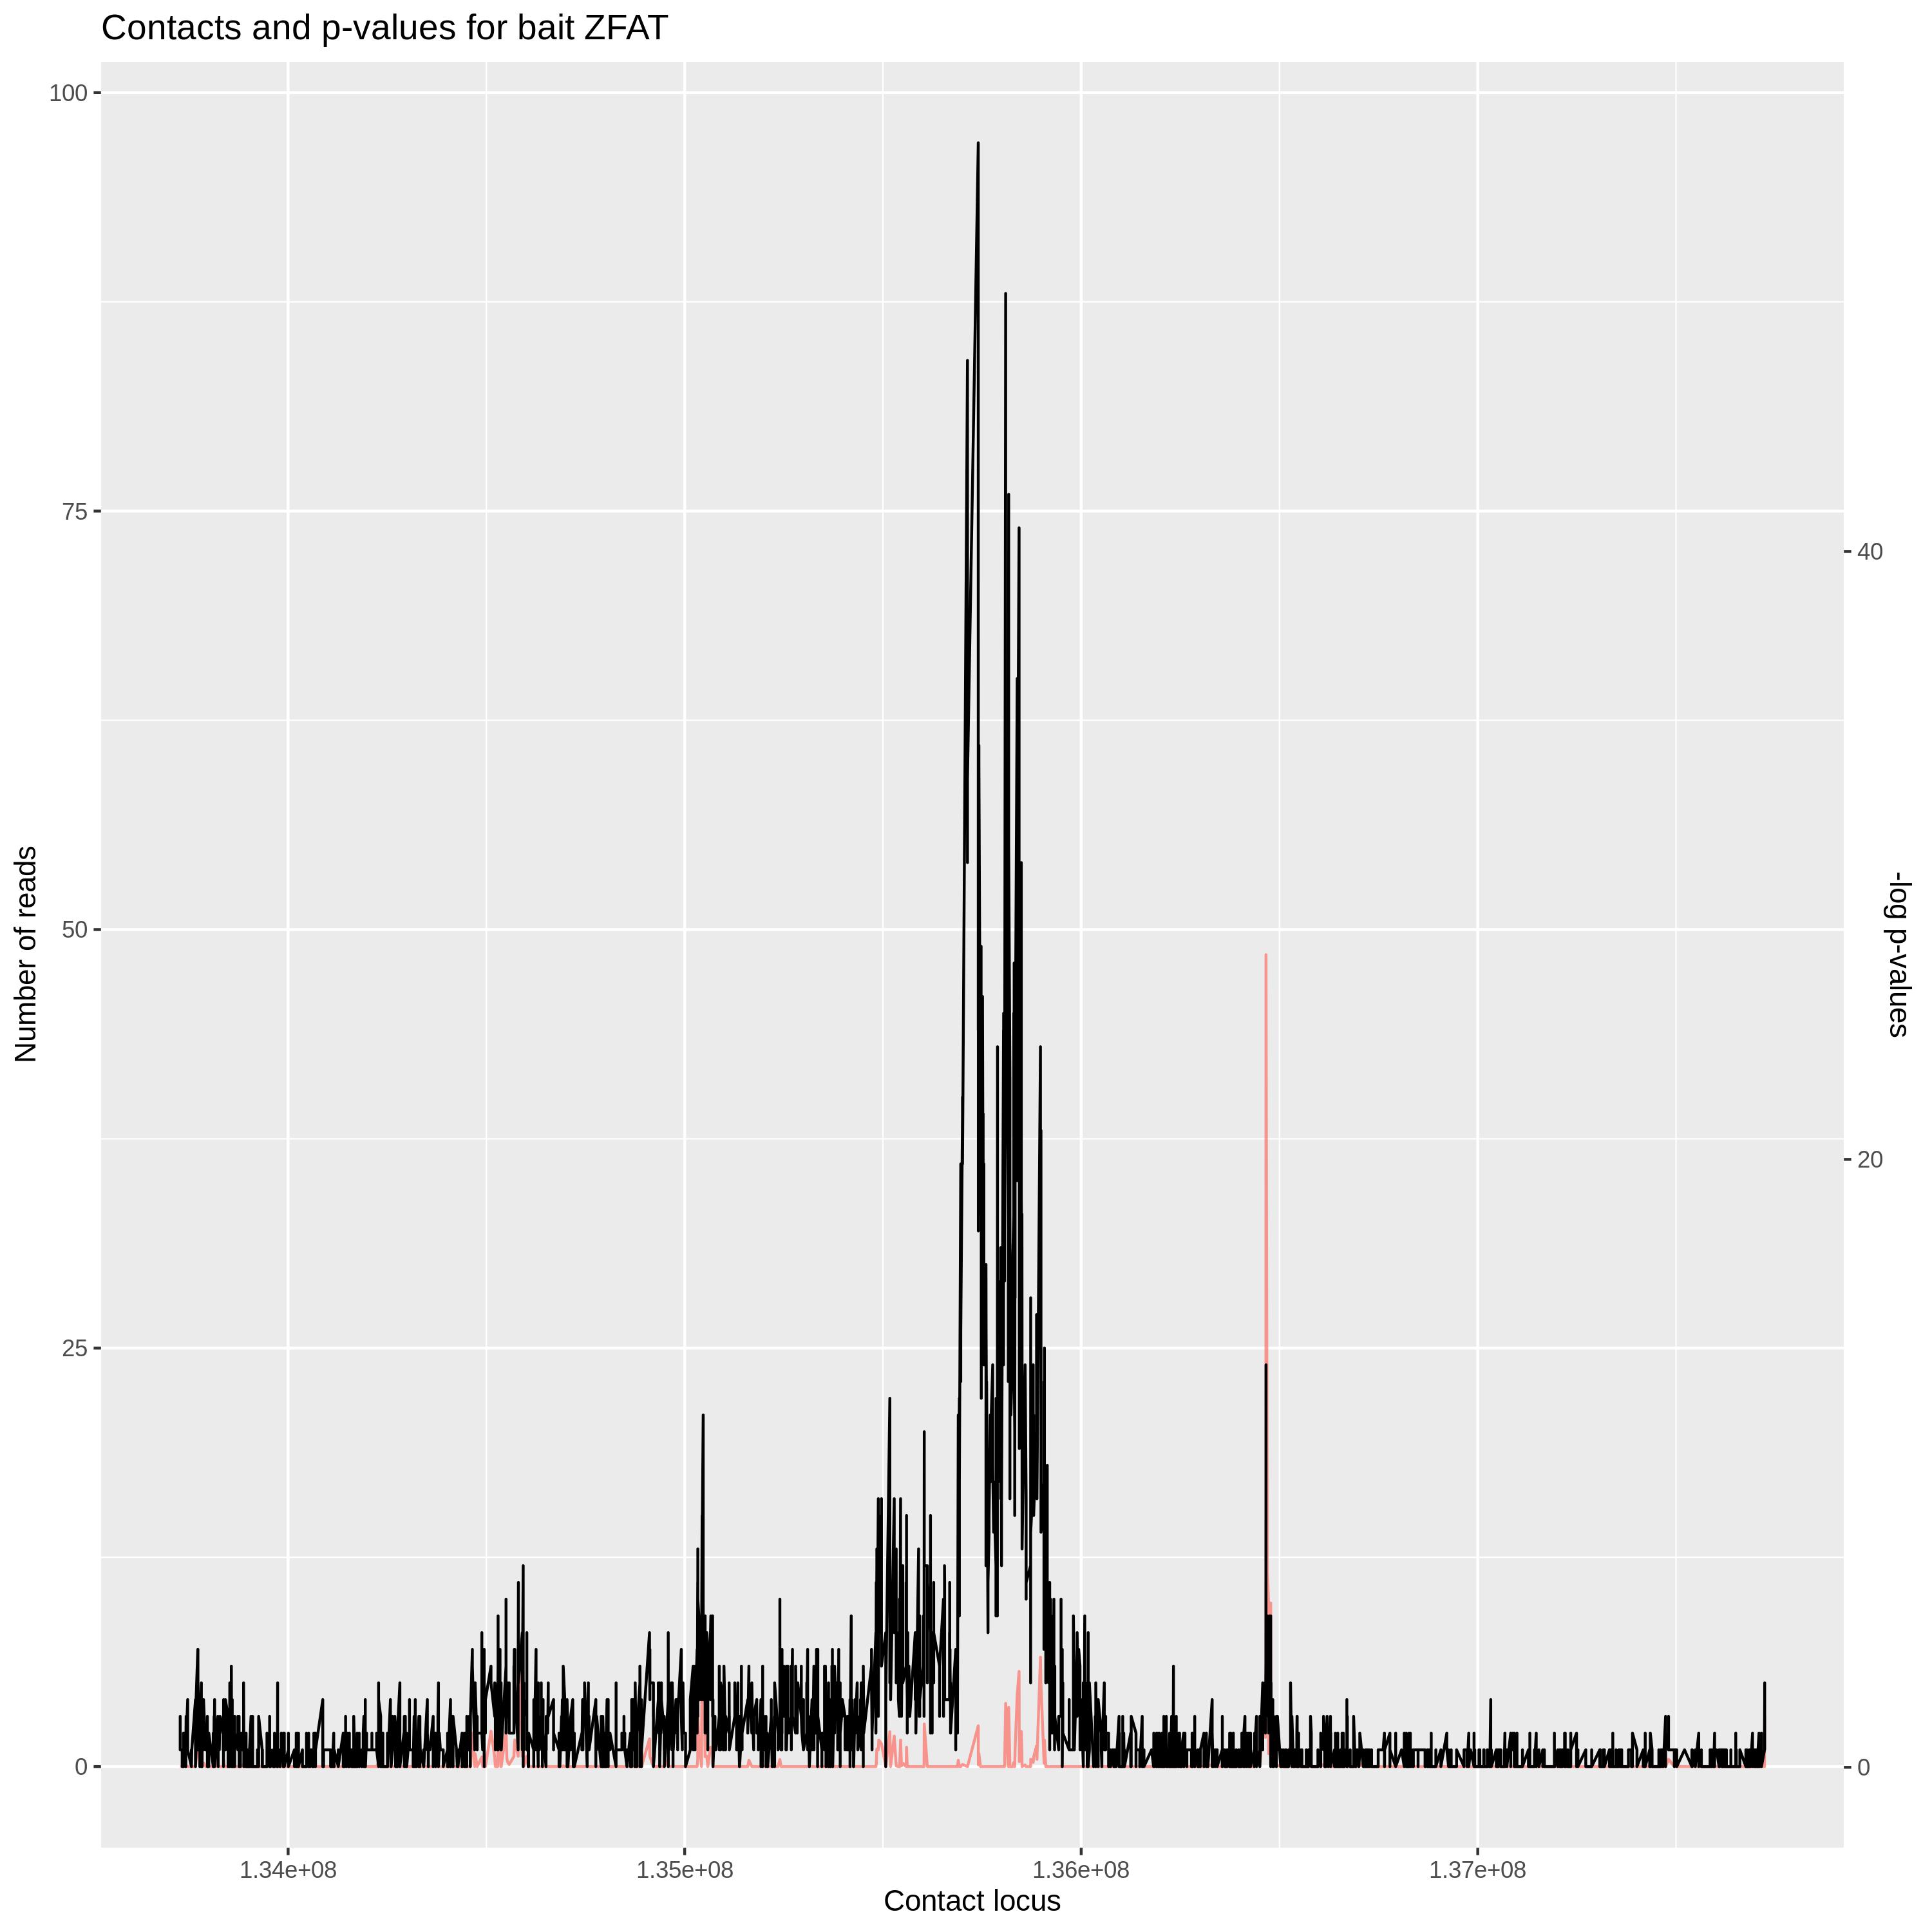 Contacts and p-values for bait ZFAT
100
75
50
25
0
Number of reads
40
20
0
-log p-values
1.34e+08
1.35e+08
1.36e+08
1.37e+08
Contact locus